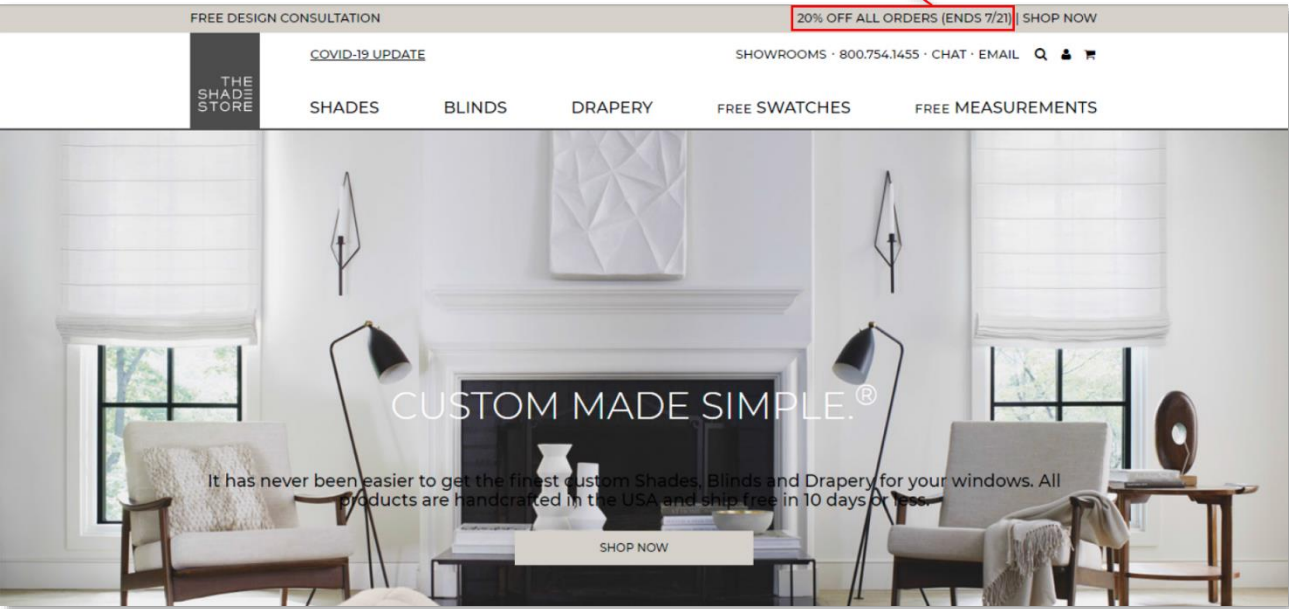 FREE DESIGN CONSULTATION
20% OFF ALL ORDERS (ENDS 7/21) | SHOP NOW
THE
SHADE
STORE
COVID-19 UPDATE
SHOWROOMS · 800.754.1455 · CHAT · EMAIL
SHADES BLINDS DRAPERY FREE SWATCHES FREE MEASUREMENTS
CUSTOM MADE SIMPLE.®
It has never been easier to get the finest custom Shades, Blinds and Drapery for your windows. All
products are handcrafted in the USA and ship free in 10 days or less.
SHOP NOW